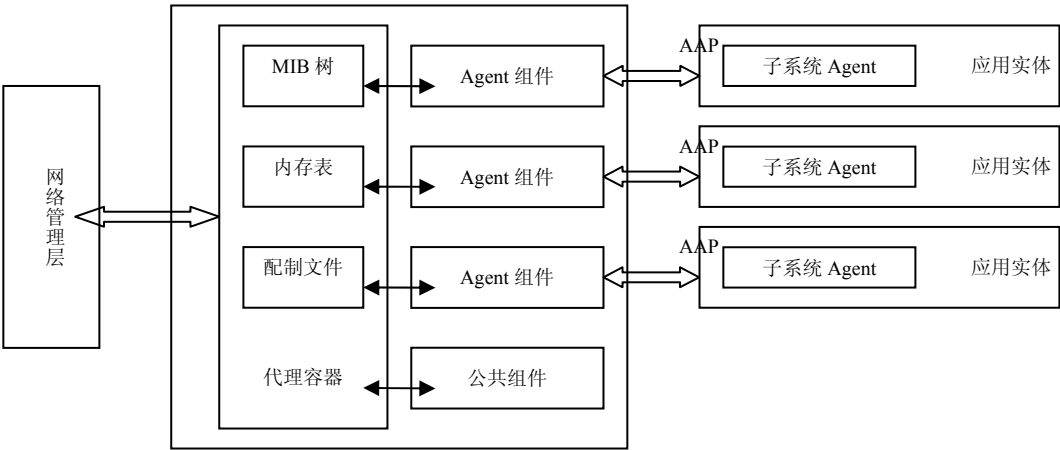 网络管理层
MIB 树
内存表
配制文件
代理容器
Agent 组件
Agent 组件
Agent 组件
公共组件
AAP
子系统 Agent
应用实体
AAP
子系统 Agent
应用实体
AAP
子系统 Agent
应用实体